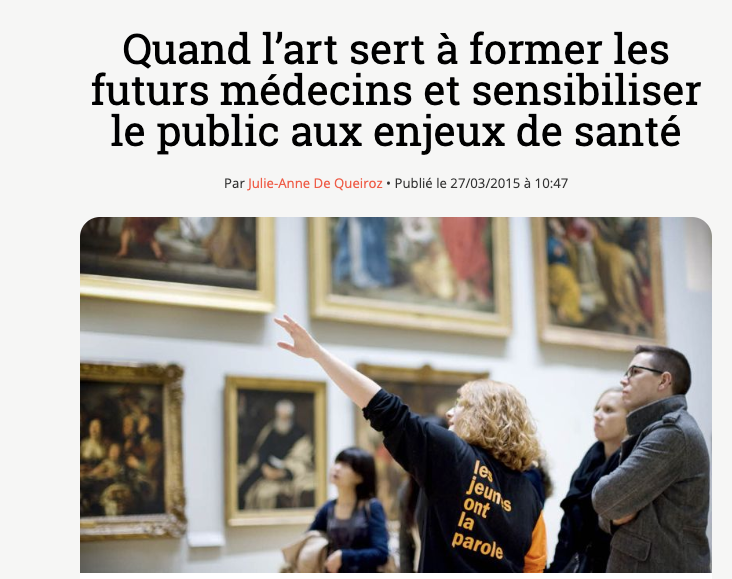 Quand l’art sert à former les
futurs médecins et sensibiliser
le public aux enjeux de santé
Par Julie-Anne De Queiroz • Publié le 27/03/2015 à 10:47
les
jeunes
ont
la
parole